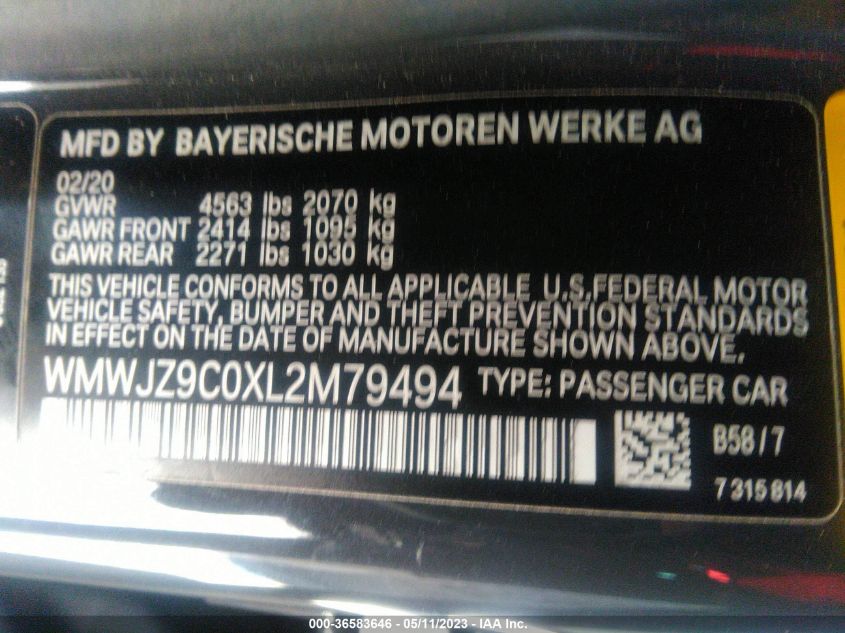 MFD BY BAYERISCHE MOTOREN WERKE AG
02/20
GVWR 4563 lbs 2070 kg
GAWR FRONT 2414 lbs 1095 kg
GAWR REAR 2271 lbs 1030 kg
THIS VEHICLE CONFORMS TO ALL APPLICABLE U.S.FEDERAL MOTOR
VEHICLE SAFETY, BUMPER AND THEFT PREVENTION STANDARDS
IN EFFECT ON THE DATE OF MANUFACTURE SHOWN ABOVE.
WMWJZ9C0XL2M79494 TYPE: PASSENGER CAR
B58/7
7 315 814
000-36583646 - 05/11/2023 - IAA Inc.